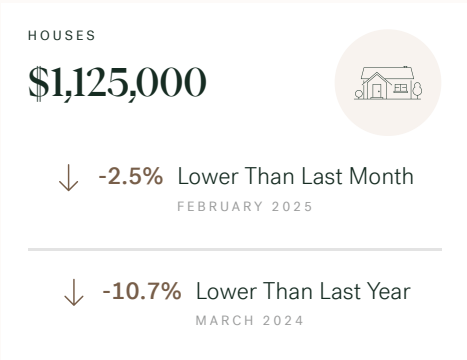 HOUSES
$1,125,000
-2.5% Lower Than Last Month
FEBRUARY 2025
-10.7% Lower Than Last Year
MARCH 2024